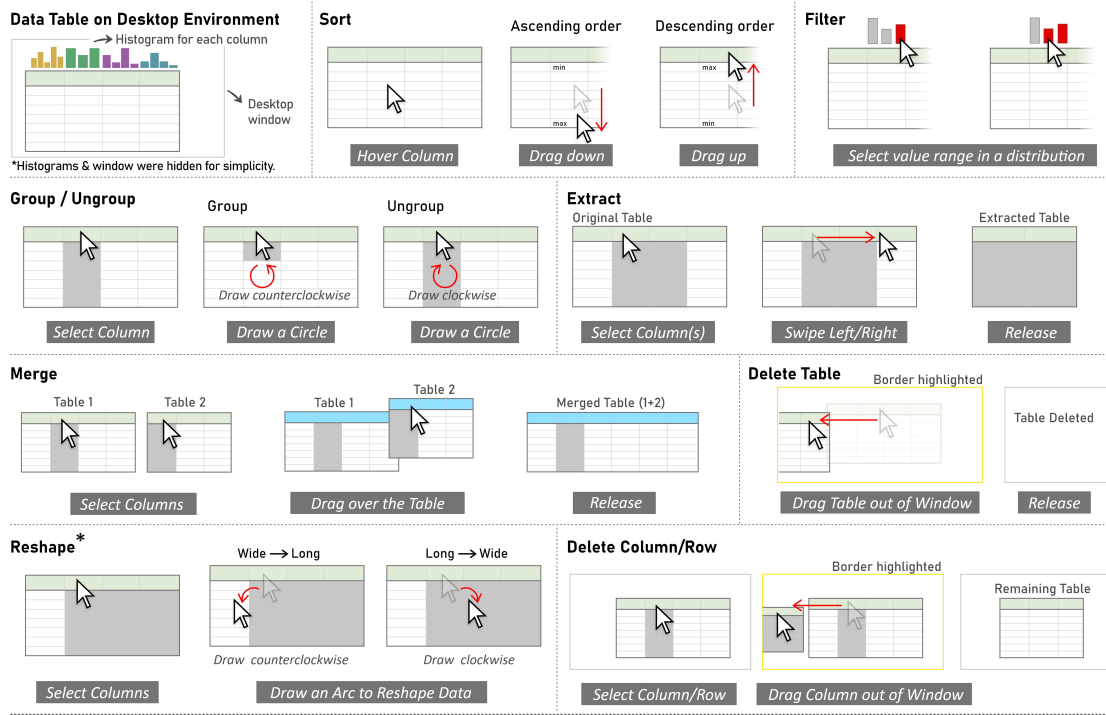 Data Table on Desktop Environment
Histogram for each column
Desktop
window
*Histograms & window were hidden for simplicity.
Sort
Ascending order
Descending order
min
max
max
min
Hover Column
Drag down
Drag up
Filter
Select value range in a distribution
Group / Ungroup
Group
Ungroup
Draw counterclockwise
Draw clockwise
Select Column
Draw a Circle
Draw a Circle
Extract
Original Table
Extracted Table
Select Column(s)
Swipe Left/Right
Release
Merge
Table 1
Table 2
Table 1
Table 2
Merged Table (1+2)
Select Columns
Drag over the Table
Release
Delete Table
Border highlighted
Table Deleted
Drag Table out of Window
Release
Reshape*
Wide → Long
Long → Wide
Draw counterclockwise
Draw clockwise
Select Columns
Draw an Arc to Reshape Data
Delete Column/Row
Border highlighted
Remaining Table
Select Column/Row
Drag Column out of Window